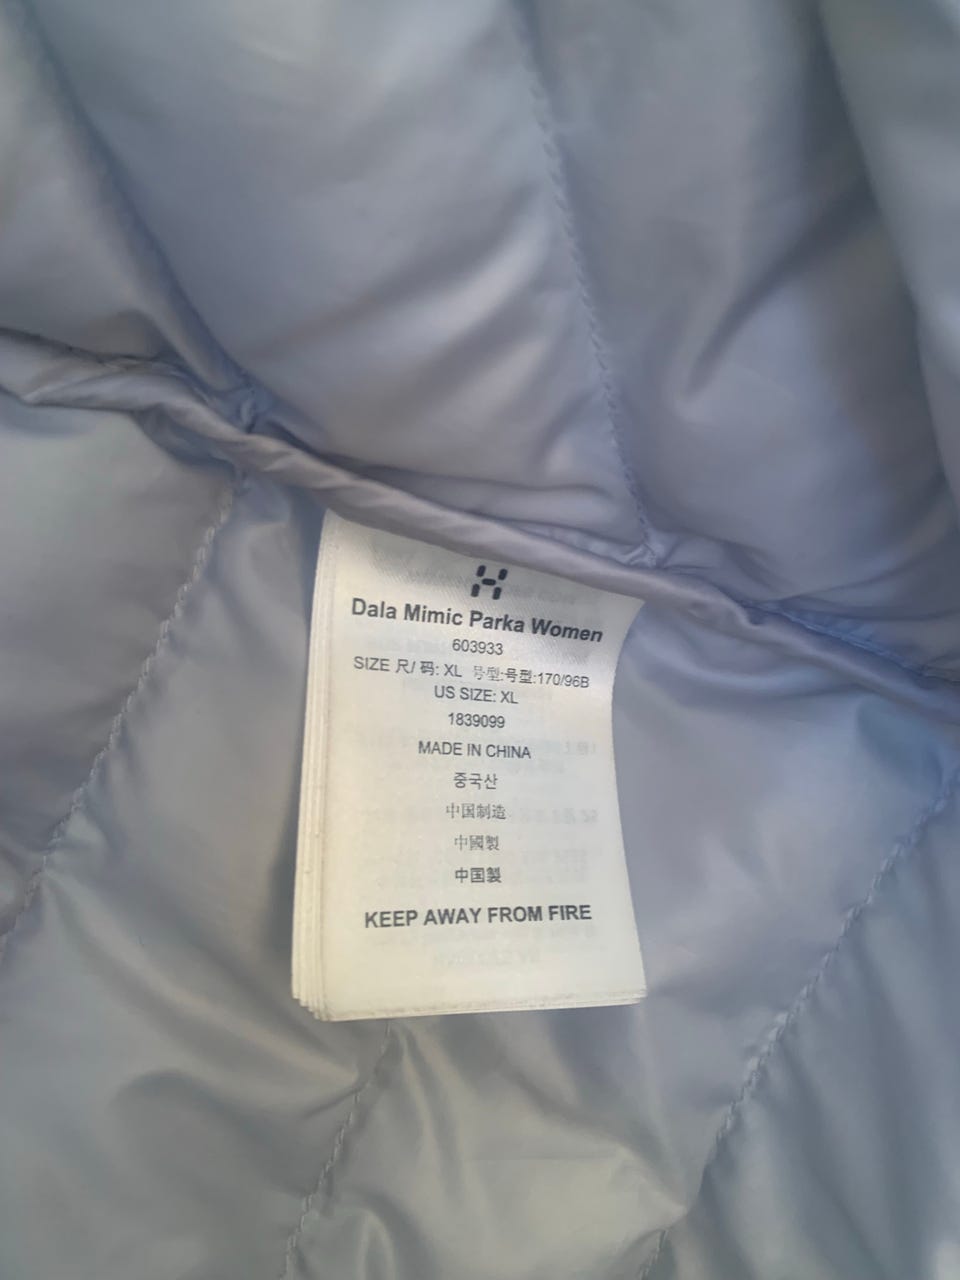 Dala Mimic Parka Women
603933
SIZE 尺/ 码: XL 号型:号型:170/96B
US SIZE: XL
1839099
MADE IN CHINA
중국산
中国制造
中國製
中国製
KEEP AWAY FROM FIRE